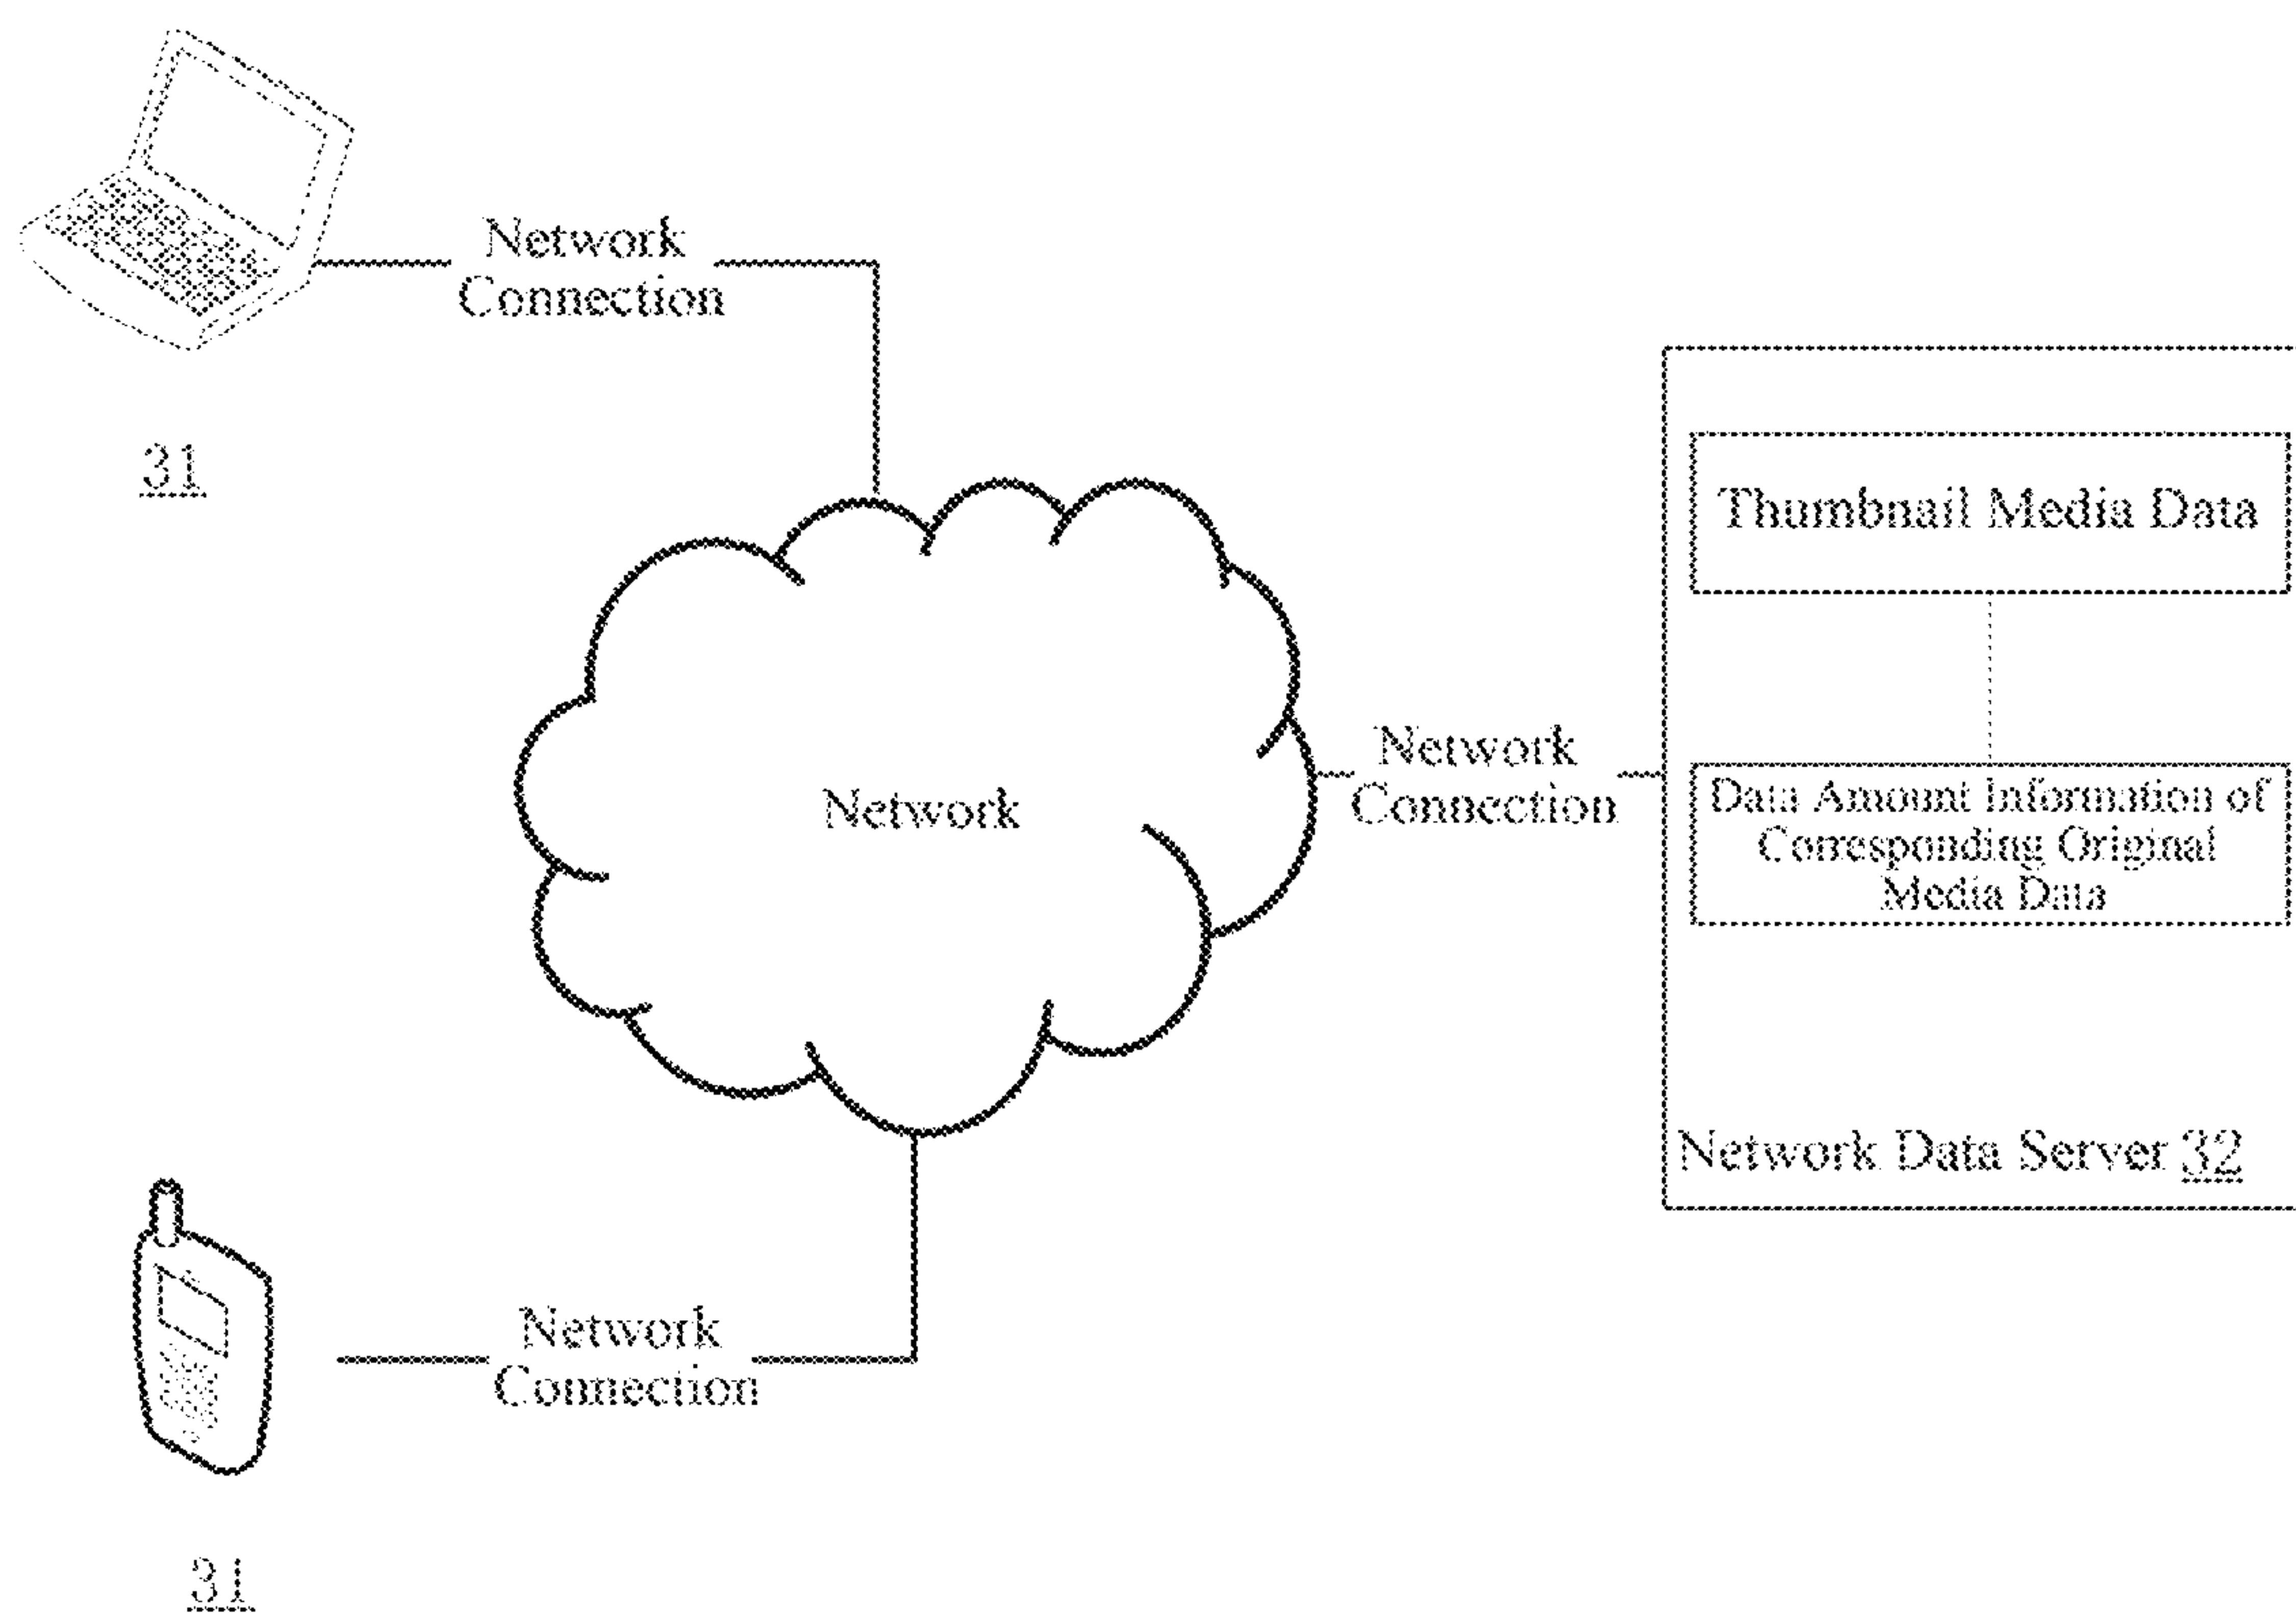 Network
Connection
31
Thumbnail Media Data
Network
Connection
Network
Data Amount Information of
Corresponding Original
Media Data
Network Data Server 32
Network
Connection
31